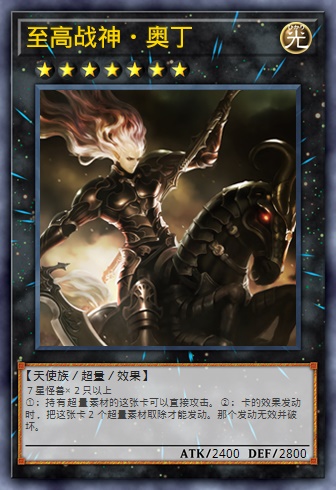 至高战神·奥丁
光
【天使族／超量／效果】
７星怪兽×２只以上
①：持有超量素材的这张卡可以直接攻击。②：卡的效果发动
时，把这张卡２个超量素材取除才能发动。那个发动无效并破
坏。
ATK/2400 DEF/2800